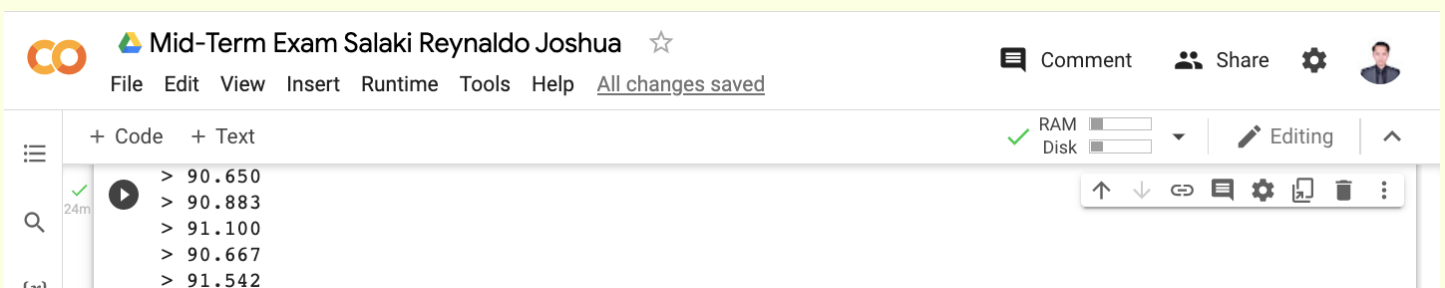 Mid-Term Exam Salaki Reynaldo Joshua
File Edit View Insert Runtime Tools Help All changes saved
Comment Share
+ Code + Text
RAM
Disk
Editing
24m
> 90.650
> 90.883
> 91.100
> 90.667
> 91.542